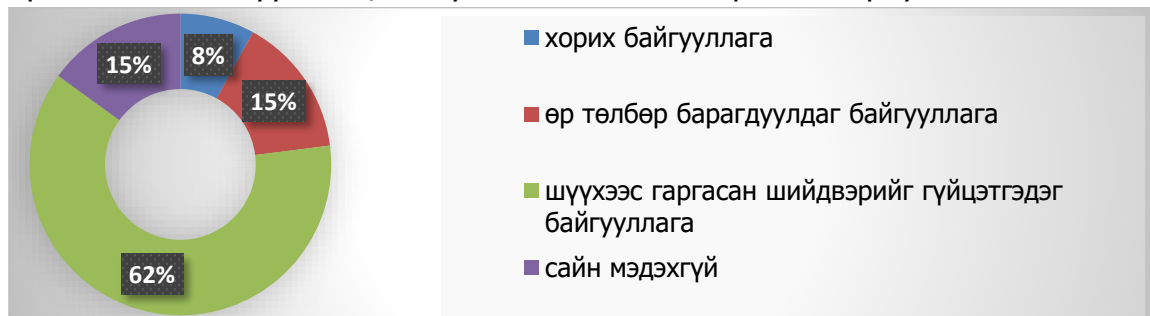 8%
15%
15%
62%
хорих байгууллага
өр төлбөр барагдуулдаг байгууллага
шүүхээс гаргасан шийдвэрийг гүйцэтгэдэг
байгууллага
сайн мэдэхгүй